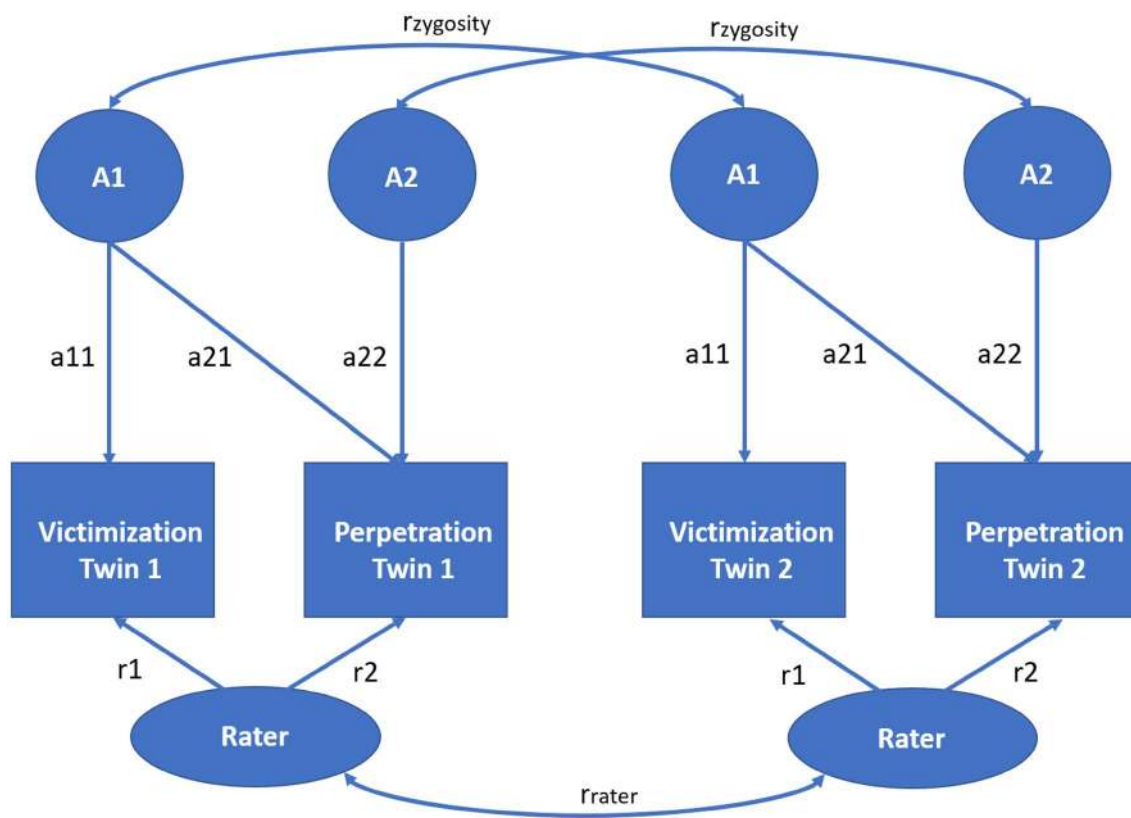 rzygosity
rzygosity
A1
A2
A1
A2
a11
a21
a22
a11
a21
a22
Victimization
Twin 1
Perpetration
Twin 1
Victimization
Twin 2
Perpetration
Twin 2
r1
r2
r1
r2
Rater
Rater
rrater